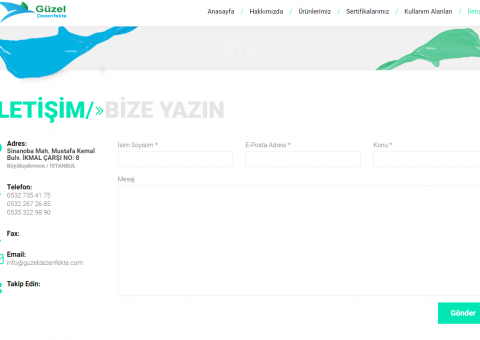 Güzel
Dezenfekte
Anasayfa / Hakkımızda / Ürünlerimiz / Sertifikalarımız / Kullanım Alanları / İletiş
CONTACT
LETİŞİM/»BİZE YAZIN
Adres:
Sinanoba Mah. Mustafa Kemal
Bulv. İKMAL ÇARŞI NO: 8
Büyükçekmece / İSTANBUL
Telefon:
0532 735 41 75
0532 267 26 85
0535 322 98 90
Fax:
Email:
info@guzeldezenfekte.com
Takip Edin:
İsim Soyisim *
E-Posta Adresi *
Konu *
Mesaj
Gönder